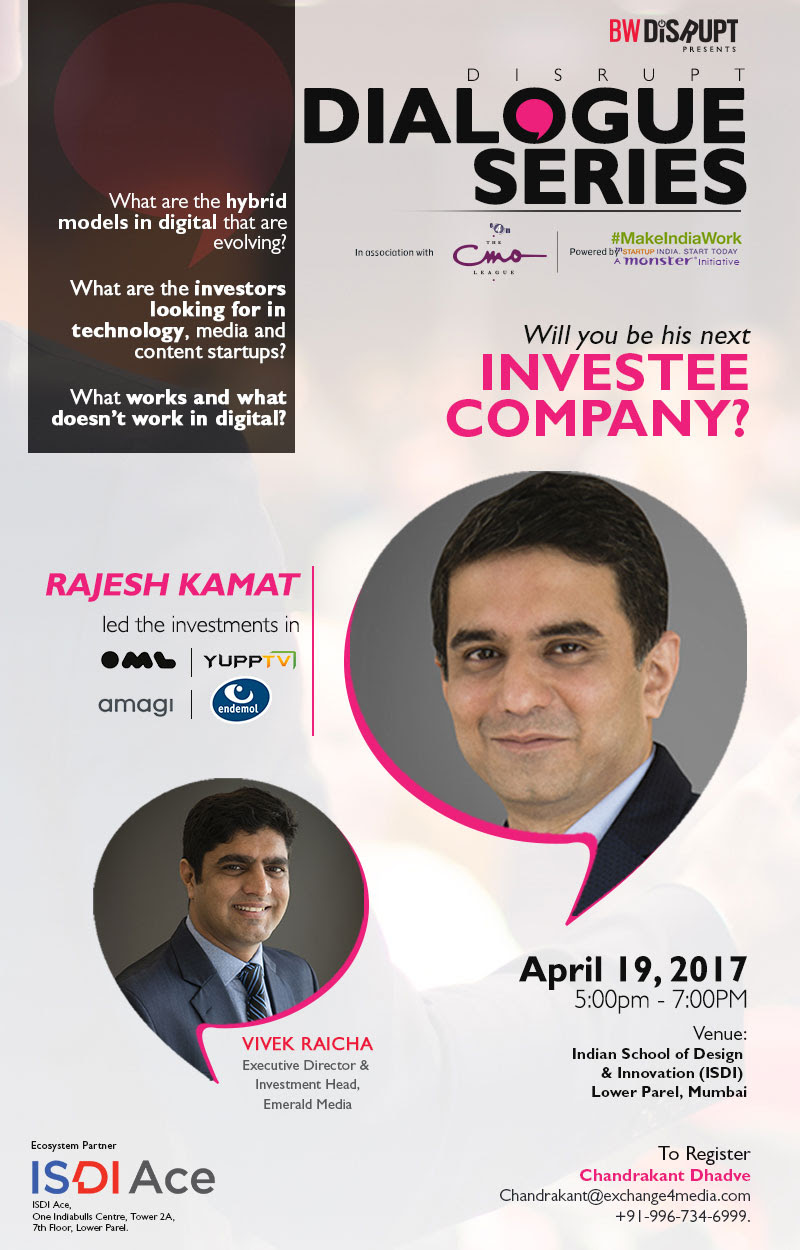 BW DiSRUPT
PRESENTS
DISRUPT
DIALOGUE
SERIES
In association with
THE
cmo
LEAGUE
Powered by
#MakeIndiaWork
STARTUP INDIA. START TODAY
A monster® Initiative
What are the hybrid
models in digital that are
evolving?
What are the investors
looking for in
technology, media and
content startups?
What works and what
doesn't work in digital?
Will you be his next
INVESTEE
COMPANY?
RAJESH KAMAT
led the investments in
OML
YUPPTV
amagi
endemol
VIVEK RAICHA
Executive Director &
Investment Head,
Emerald Media
April 19, 2017
5:00pm - 7:00PM
Venue:
Indian School of Design
& Innovation (ISDI)
Lower Parel, Mumbai
Ecosystem Partner
ISDI Ace
ISDI Ace,
One Indiabulls Centre, Tower 2A,
7th Floor, Lower Parel.
To Register
Chandrakant Dhadve
Chandrakant@exchange4media.com
+91-996-734-6999.